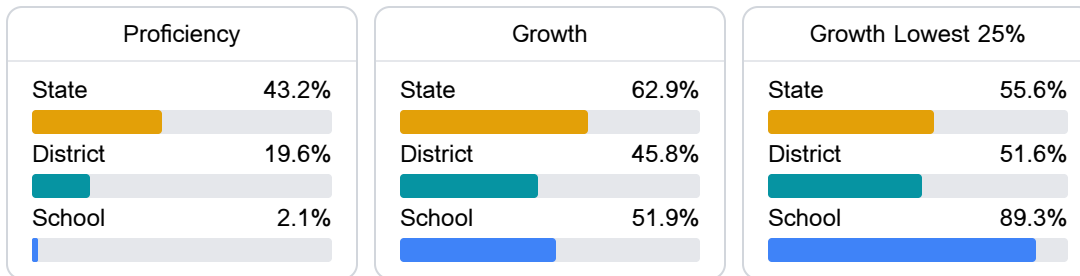 Proficiency
State 43.2%
District 19.6%
School 2.1%
Growth
State 62.9%
District 45.8%
School 51.9%
Growth Lowest 25%
State 55.6%
District 51.6%
School 89.3%